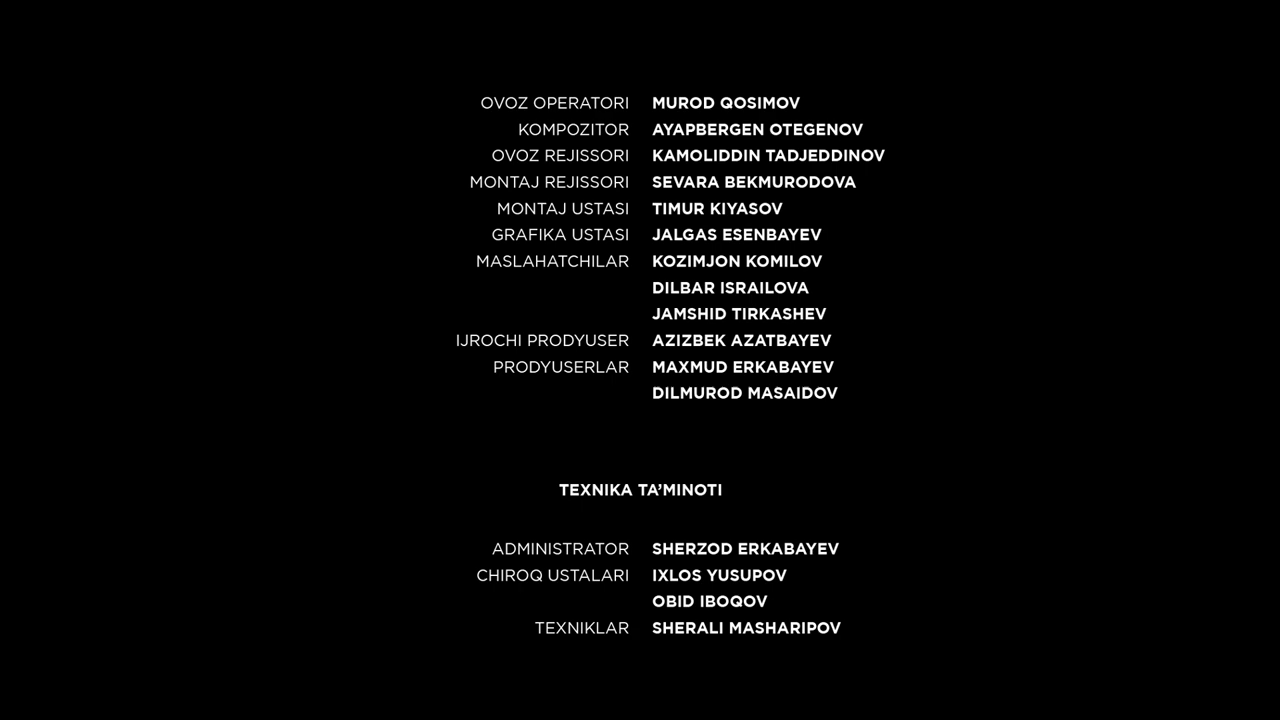 OVOZ OPERATORI MUROD QOSIMOV
KOMPOZITOR AYAPBERGEN OTEGENOV
OVOZ REJISSORI KAMOLIDDIN TADJEDDINOV
MONTAJ REJISSORI SEVARA BEKMURODOVA
MONTAJ USTASI TIMUR KIYASOV
GRAFIKA USTASI JALGAS ESENBAYEV
MASLAHATCHILAR KOZIMJON KOMILOV
DILBAR ISRAILOVA
JAMSHID TIRKASHEV
IJROCHI PRODYUSER AZIZBEK AZATBAYEV
PRODYUSERLAR MAXMUD ERKABAYEV
DILMUROD MASAIDOV
TEXNIKA TA’MINOTI
ADMINISTRATOR SHERZOD ERKABAYEV
CHIROQ USTALARI IXLOS YUSUPOV
OBID IBOQOV
TEXNIKLAR SHERALI MASHARIPOV